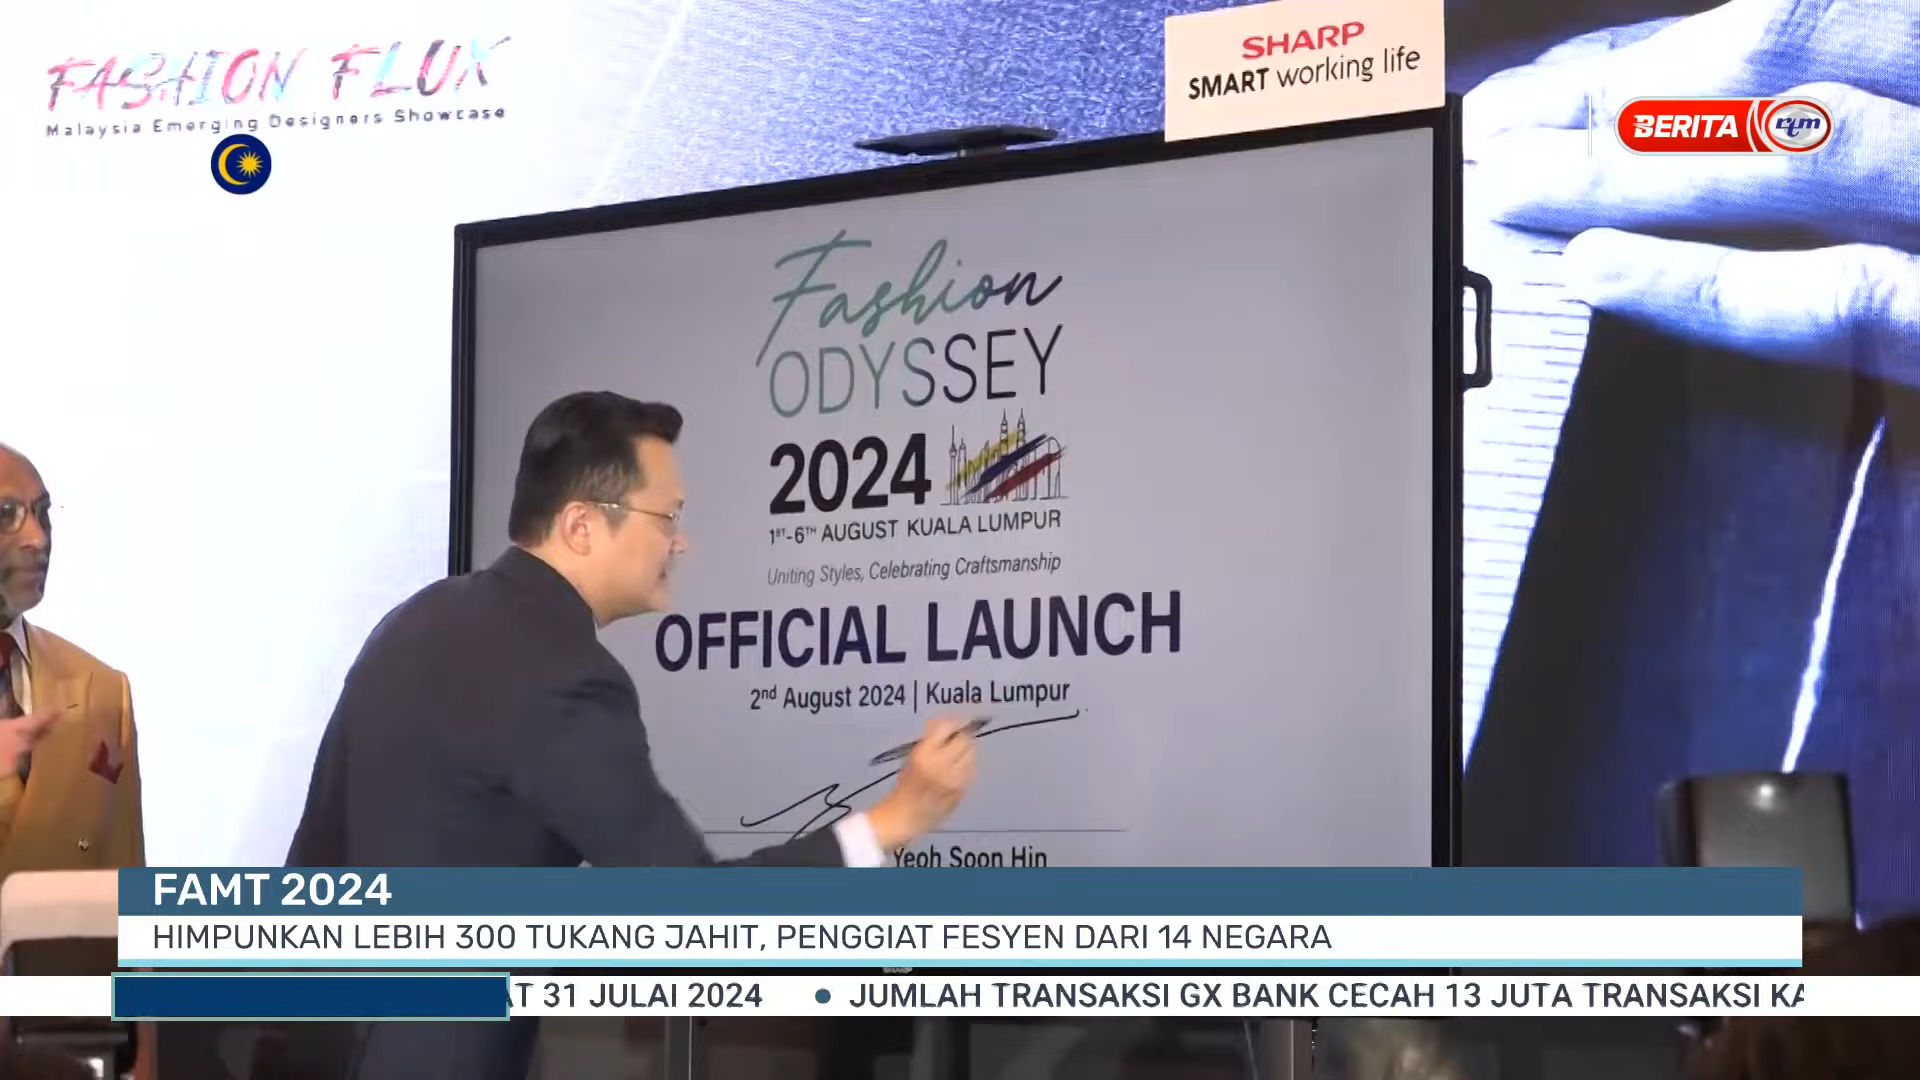 FASHION FLUX
Malaysia Emerging Designers Showcase
SHARP
SMART working life
BERITA rtm
Fashion
ODYSSEY
2024
1ST-6TH AUGUST KUALA LUMPUR
Uniting Styles, Celebrating Craftsmanship
OFFICIAL LAUNCH
2nd August 2024 | Kuala Lumpur
Yeoh Soon Hin
FAMT 2024
HIMPUNKAN LEBIH 300 TUKANG JAHIT, PENGGIAT FESYEN DARI 14 NEGARA
31 JULAI 2024 • JUMLAH TRANSAKSI GX BANK CECAH 13 JUTA TRANSAKSI